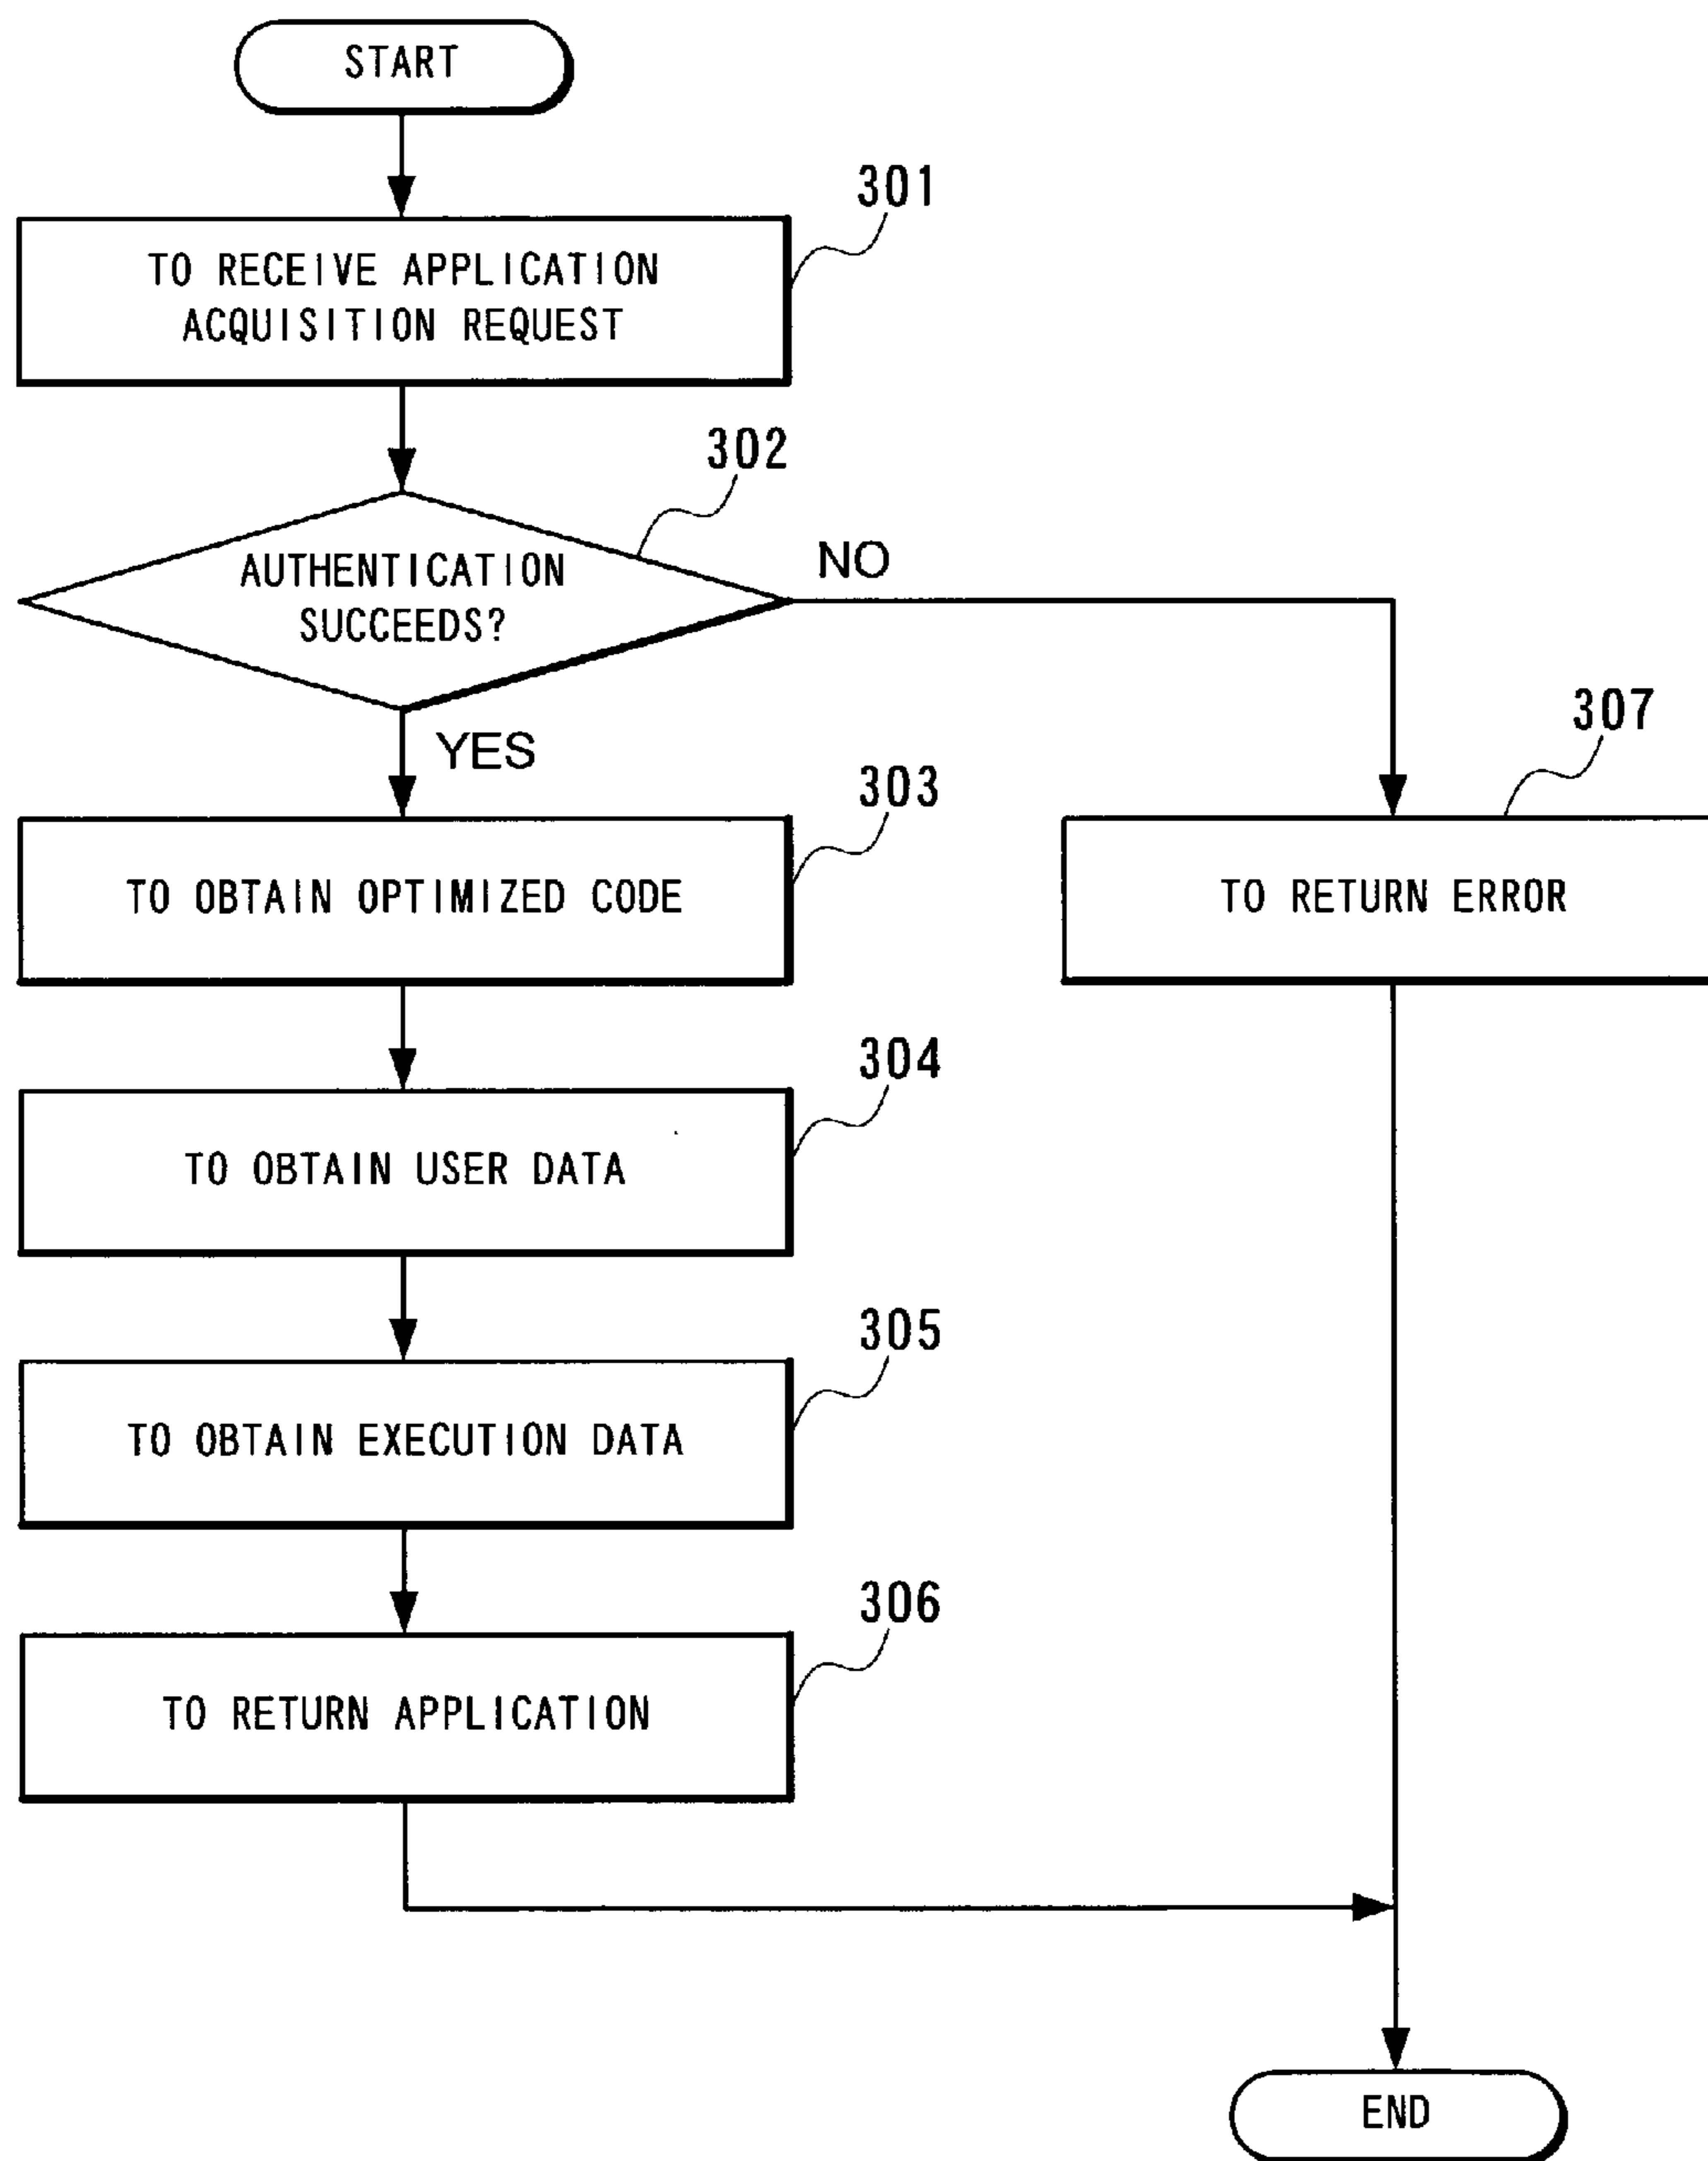 START
301
TO RECEIVE APPLICATION
ACQUISITION REQUEST
302
AUTHENTICATION
SUCCEEDS?
NO
YES
303
TO OBTAIN OPTIMIZED CODE
307
TO RETURN ERROR
304
TO OBTAIN USER DATA
305
TO OBTAIN EXECUTION DATA
306
TO RETURN APPLICATION
END